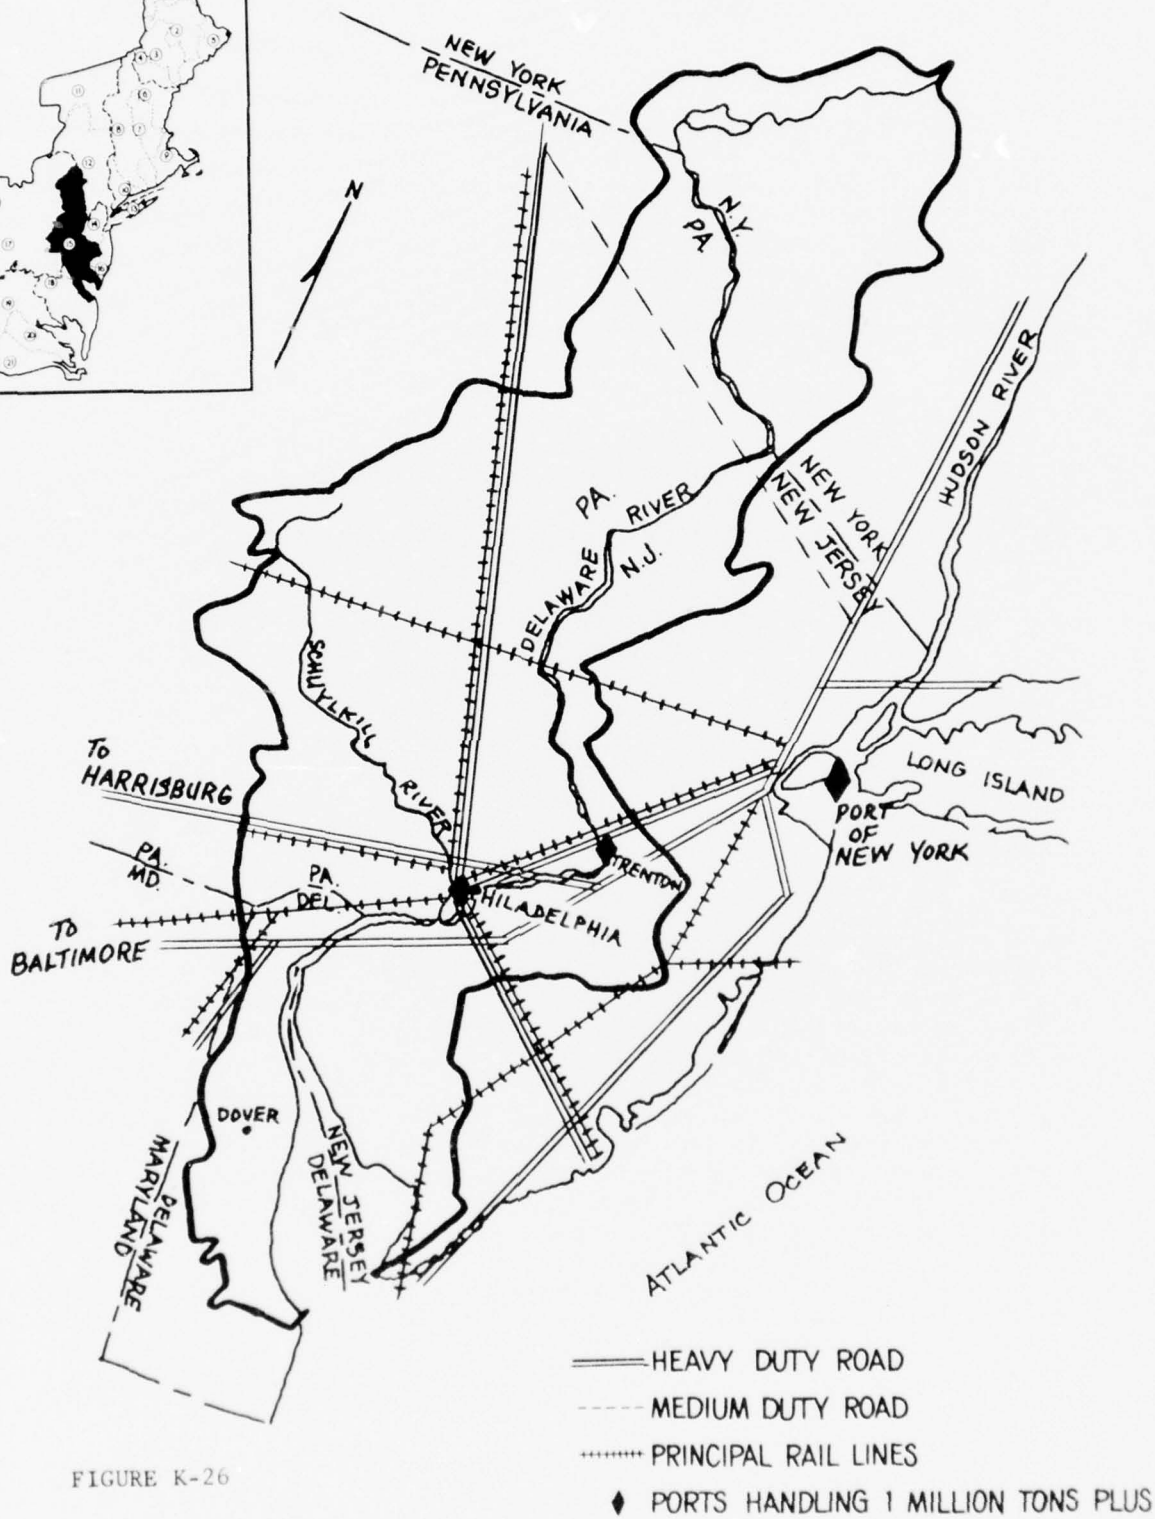 NEW YORK
PENNSYLVANIA
N
N.Y.
PA.
HUDSON RIVER
NEW YORK
NEW JERSEY
PA.
DELAWARE RIVER
N.J.
SCHUYLKILL RIVER
To
HARRISBURG
LONG ISLAND
PORT
OF
NEW YORK
TRENTON
PA.
MD.
PA.
DEL.
PHILADELPHIA
To
BALTIMORE
DOVER
NEW JERSEY
DELAWARE
DELAWARE
MARYLAND
ATLANTIC OCEAN
HEAVY DUTY ROAD
MEDIUM DUTY ROAD
PRINCIPAL RAIL LINES
PORTS HANDLING 1 MILLION TONS PLUS
FIGURE K-26